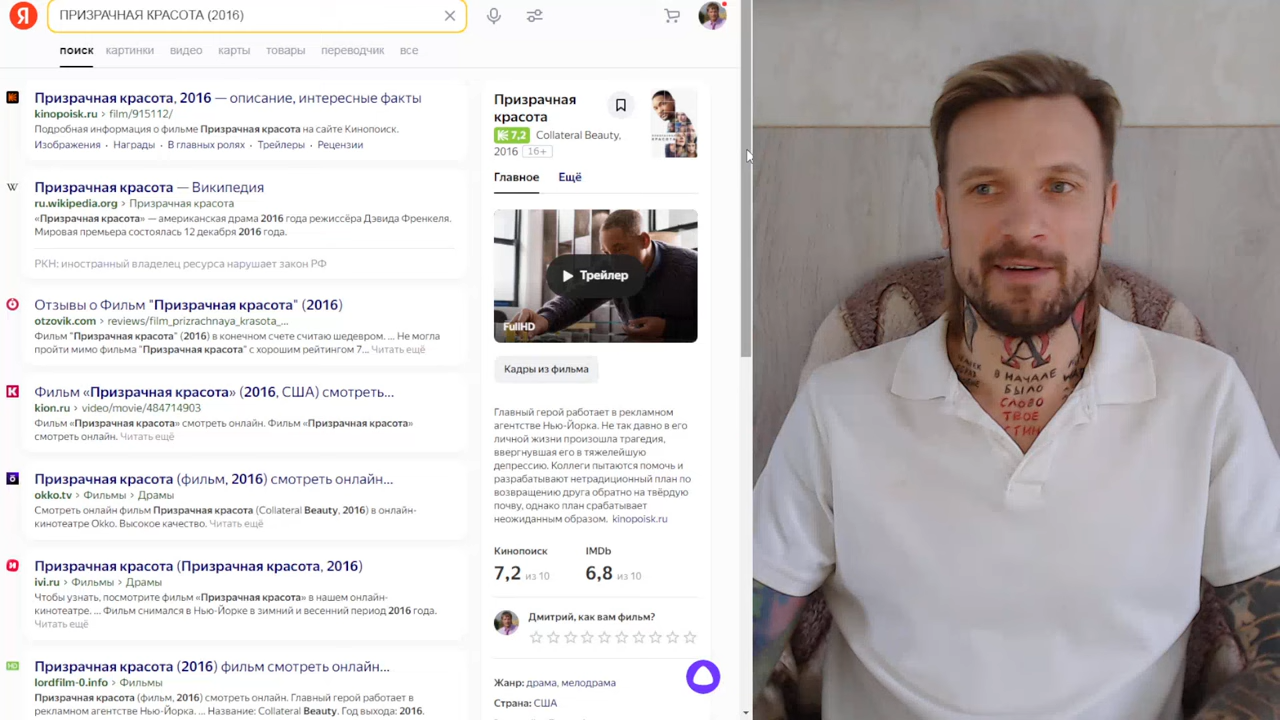 Я
ПРИЗРАЧНАЯ КРАСОТА (2016)
поиск картинки видео карты товары переводчик все
Призрачная красота, 2016 — описание, интересные факты
kinopoisk.ru › film/915112/
Подробная информация о фильме Призрачная красота на сайте Кинопоиск.
Изображения · Награды · В главных ролях · Трейлеры · Рецензии
W
Призрачная красота — Википедия
ru.wikipedia.org › Призрачная красота
«Призрачная красота» — американская драма 2016 года режиссёра Дэвида Френкеля.
Мировая премьера состоялась 12 декабря 2016 года.
РКН: иностранный владелец ресурса нарушает закон РФ
Отзывы о Фильм "Призрачная красота" (2016)
otzovik.com › reviews/film_prizrachnaya_krasota_...
Фильм "Призрачная красота" (2016) в конечном счете считаю шедевром. ... Не могла
пройти мимо фильма "Призрачная красота" с хорошим рейтингом 7... Читать ещё
K
Фильм «Призрачная красота» (2016, США) смотреть...
kion.ru › video/movie/484714903
Фильм «Призрачная красота» смотреть онлайн. Фильм «Призрачная красота»
смотреть онлайн. Читать ещё
Призрачная красота (фильм, 2016) смотреть онлайн...
okko.tv › Фильмы › Драмы
Смотреть онлайн фильм Призрачная красота (Collateral Beauty, 2016) в онлайн-
кинотеатре Okko. Высокое качество. Читать ещё
Призрачная красота (Призрачная красота, 2016)
ivi.ru › Фильмы › Драмы
Чтобы узнать, посмотрите фильм «Призрачная красота» в нашем онлайн-
кинотеатре. ... Фильм снимался в Нью-Йорке в зимний и весенний период 2016 года.
Читать ещё
HD
Призрачная красота (2016) фильм смотреть онлайн...
lordfilm-0.info › Фильмы
Призрачная красота (фильм, 2016) смотреть онлайн. Главный герой работает в
рекламном агентстве Нью-Йорка. ... Название: Collateral Beauty. Год выхода: 2016.
Призрачная
красота
7,2 Collateral Beauty,
2016 16+
Главное Ещё
Трейлер
FullHD
Кадры из фильма
Главный герой работает в рекламном
агентстве Нью-Йорка. Не так давно в его
личной жизни произошла трагедия,
ввергнувшая его в тяжелейшую
депрессию. Коллеги пытаются помочь и
разрабатывают нетрадиционный план по
возвращению друга обратно на твёрдую
почву, однако план срабатывает
неожиданным образом. kinopoisk.ru
Кинопоиск IMDb
7,2 из 10 6,8 из 10
Дмитрий, как вам фильм?
Жанр: драма, мелодрама
Страна: США
В НАЧАЛЕ
БЫЛО
СЛОВО
ТВОЕ